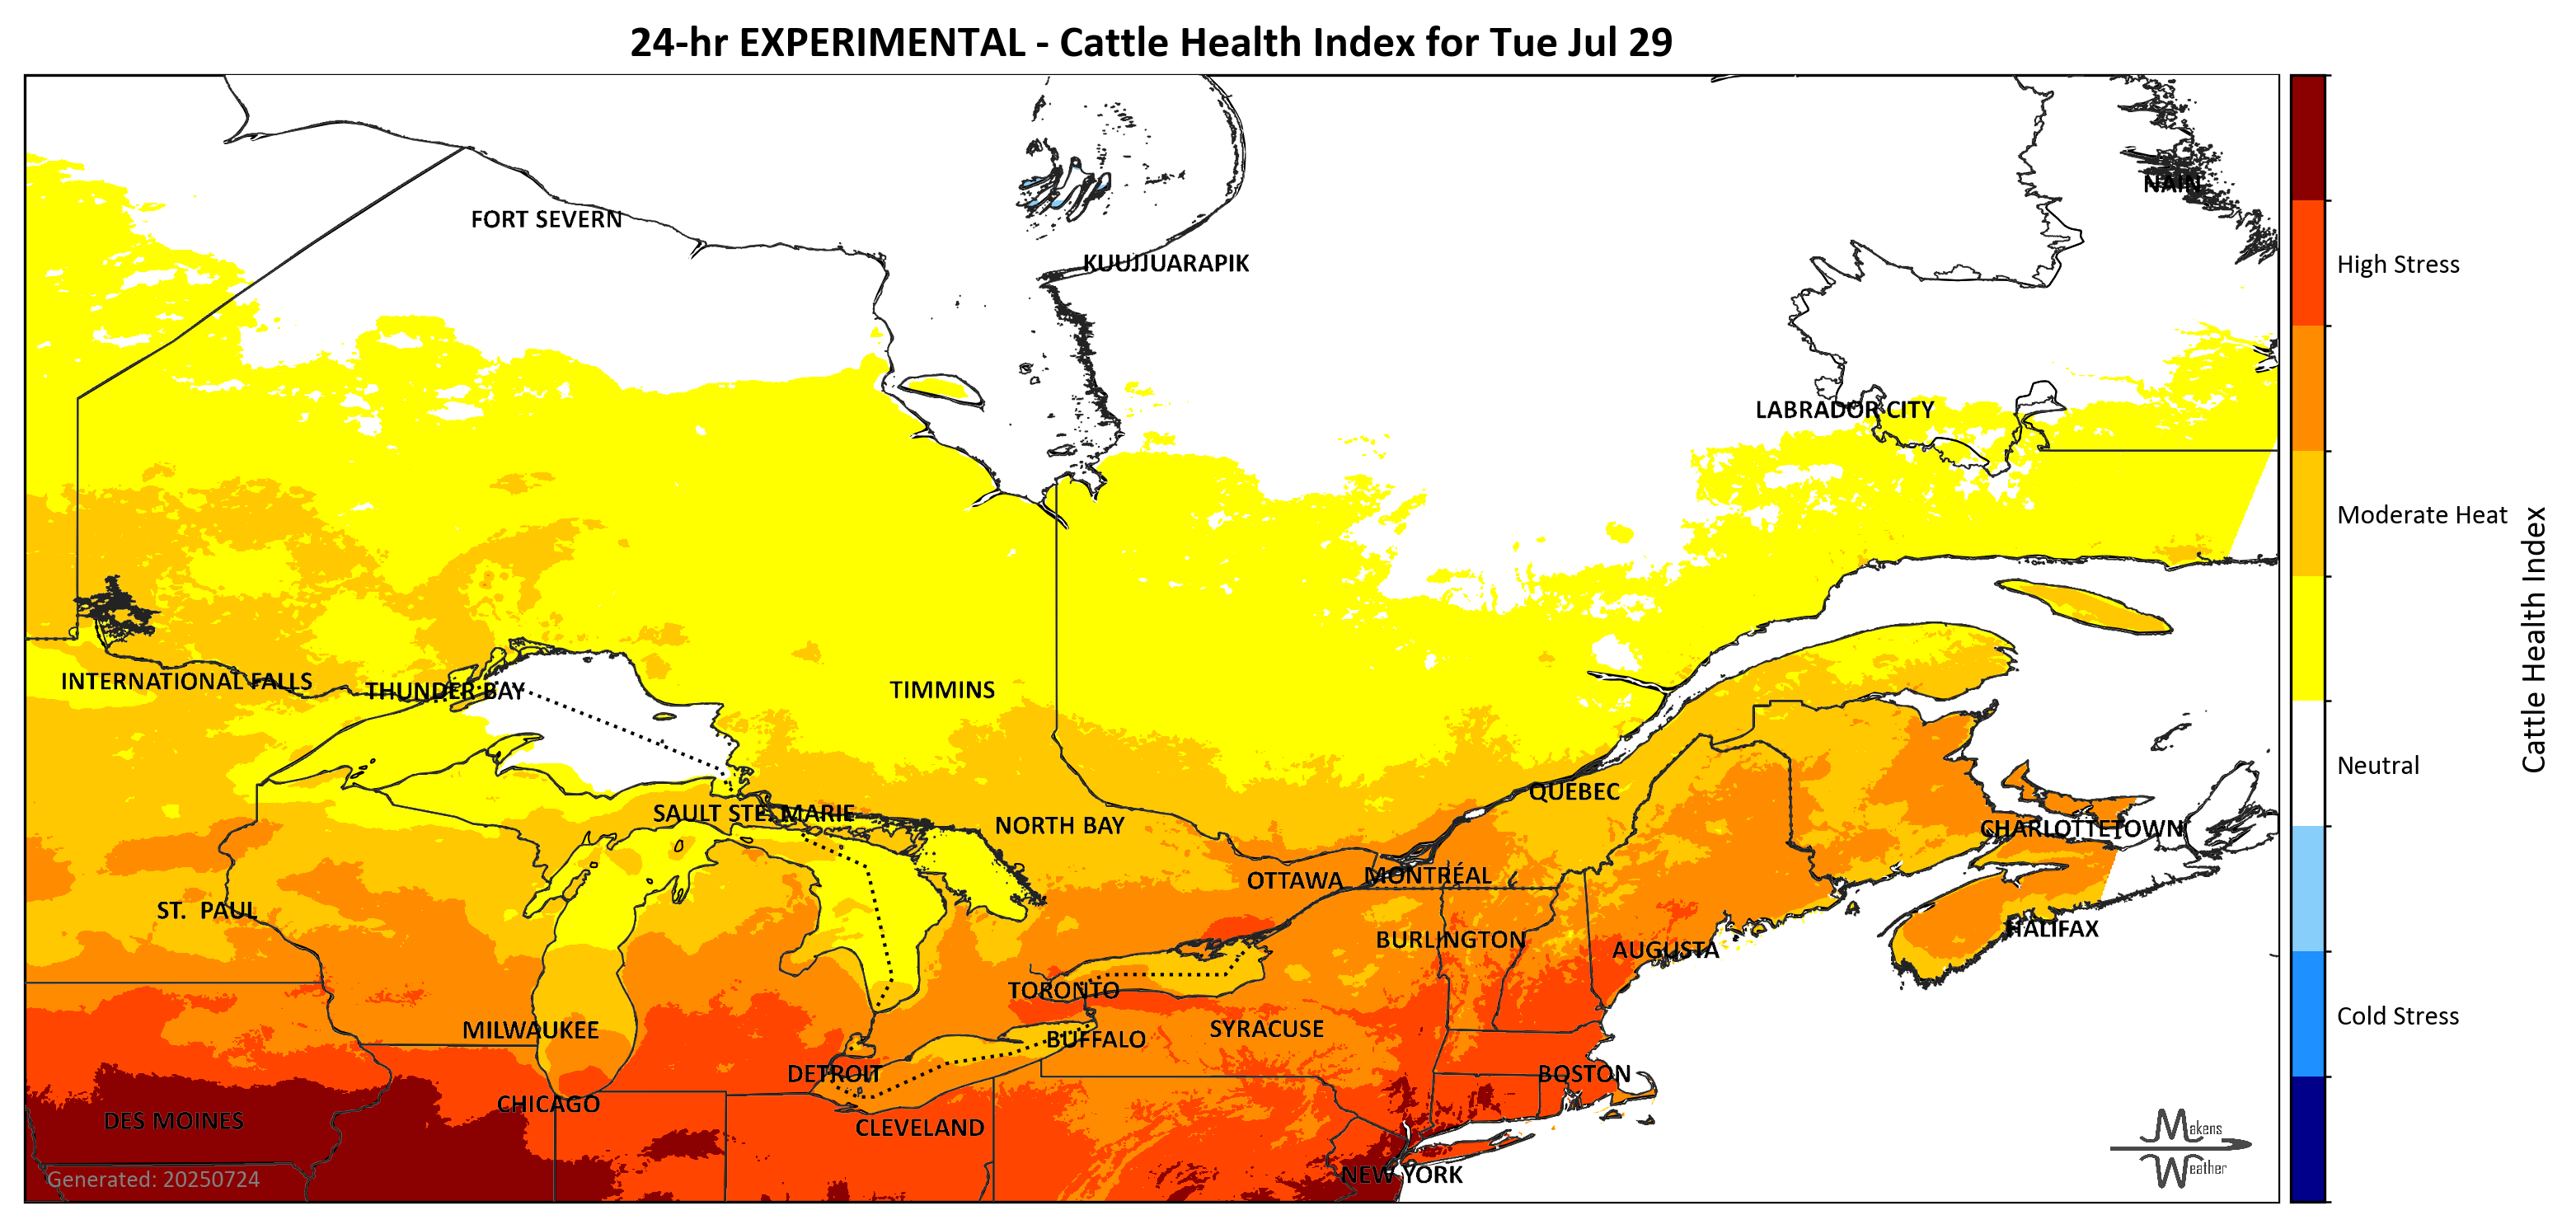 24-hr EXPERIMENTAL - Cattle Health Index for Tue Jul 29
NAIN
FORT SEVERN
KUUJJUARAPIK
High Stress
LABRADOR CITY
Moderate Heat
Cattle Health Index
INTERNATIONAL FALLS
THUNDER BAY
TIMMINS
Neutral
QUEBEC
SAULT STE. MARIE
NORTH BAY
CHARLOTTETOWN
OTTAWA
MONTRÉAL
ST. PAUL
HALIFAX
BURLINGTON
AUGUSTA
TORONTO
Cold Stress
MILWAUKEE
SYRACUSE
BUFFALO
DETROIT
BOSTON
CHICAGO
DES MOINES
CLEVELAND
Makens
Weather
NEW YORK
Generated: 20250724